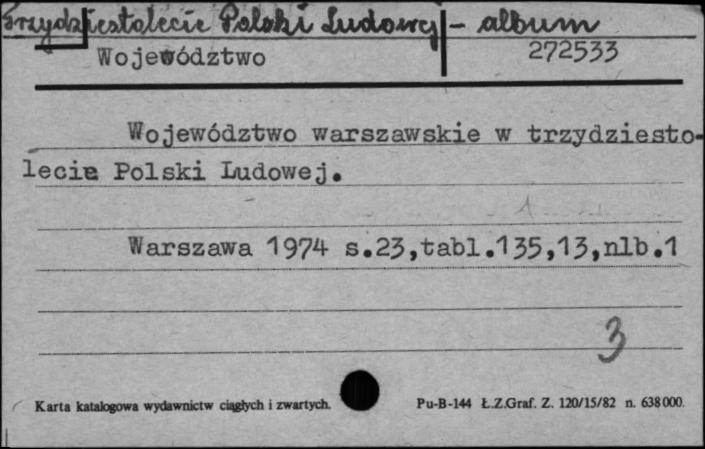 Trzydziestolecie Polski Ludowej - album
Województwo 272533
Województwo warszawskie w trzydziesto-
lecie Polski Ludowej.
Warszawa 1974 s.23,tabl.135,13,nlb.1
3
Karta katalogowa wydawnictw ciągłych i zwartych. Pu-B-144 Ł.Z.Graf. Z. 120/15/82 n. 638000.